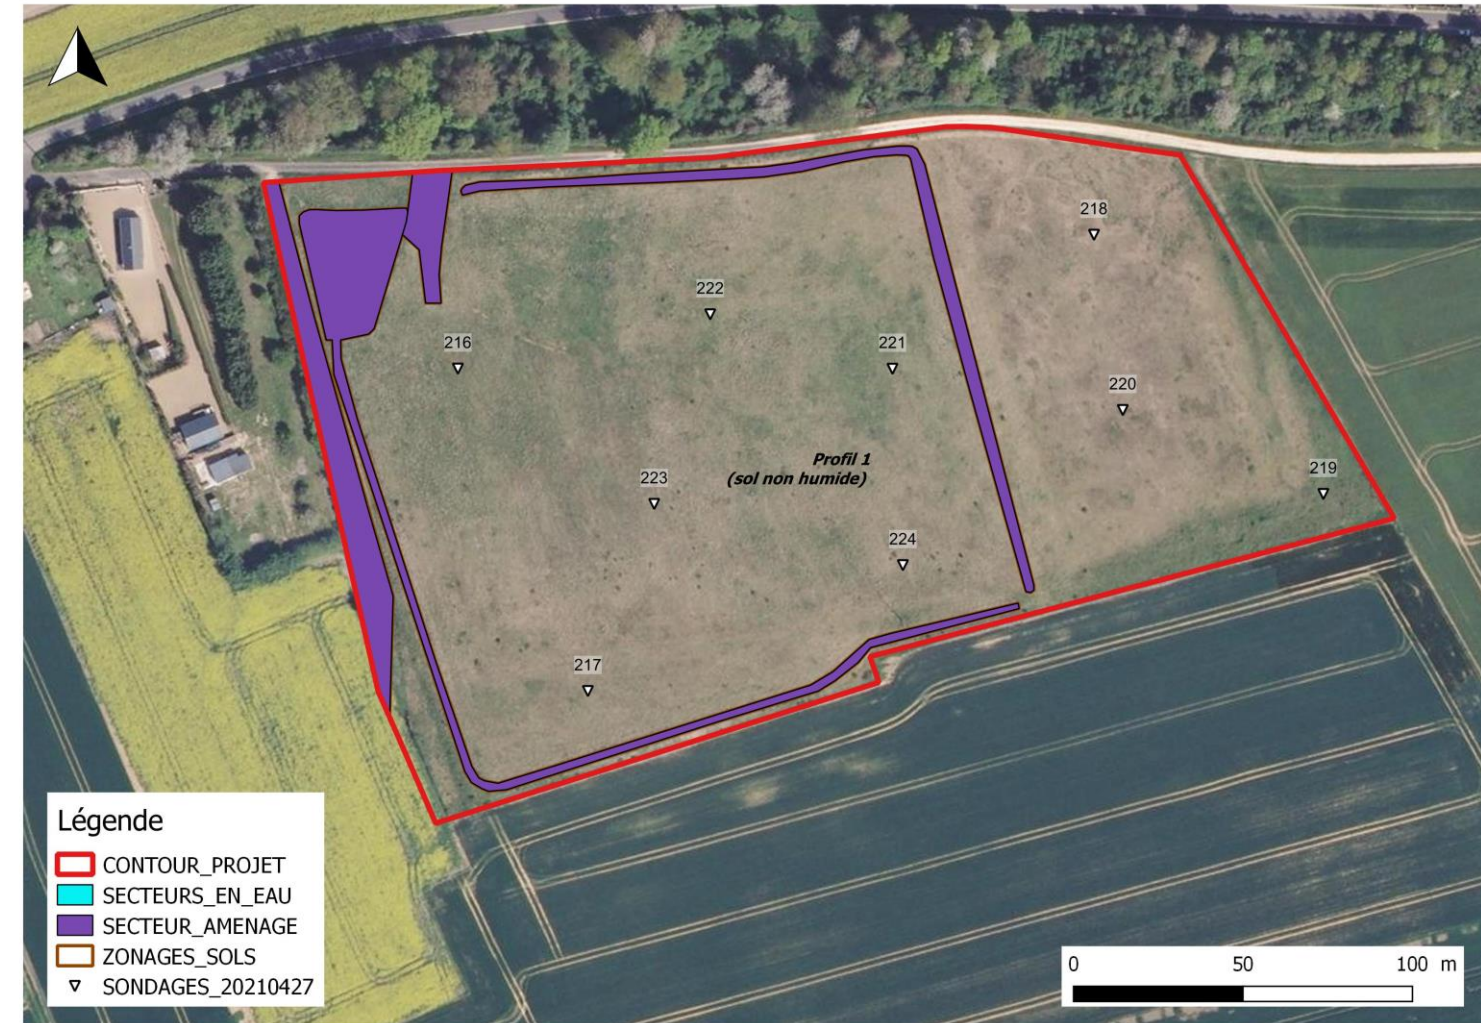 218
222
216
221
220
Profil 1
(sol non humide)
219
223
224
217
Légende
CONTOUR_PROJET
SECTEURS_EN_EAU
SECTEUR_AMENAGE
ZONAGES_SOLS
SONDAGES_20210427
0 50 100 m